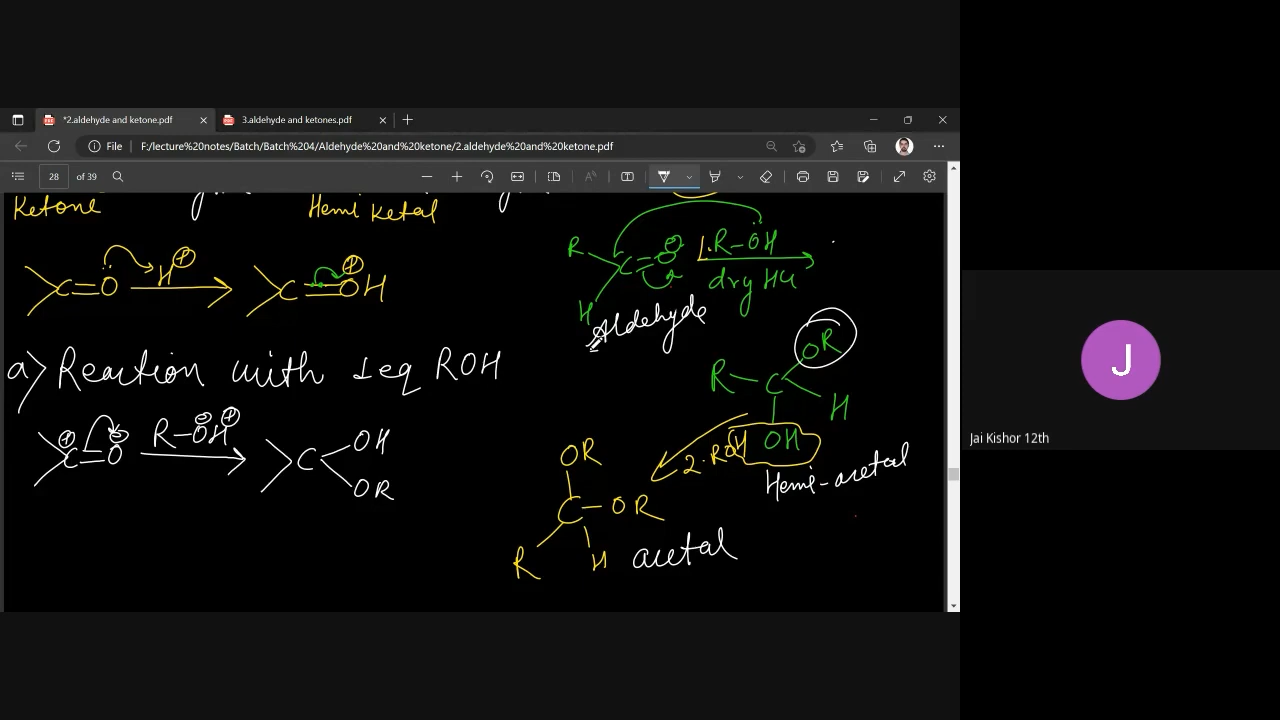 *2.aldehyde and ketone.pdf
3.aldehyde and ketones.pdf
File
F:/lecture%20notes/Batch/Batch%204/Aldehyde%20and%20ketone/2.aldehyde%20and%20ketone.pdf
28 of 39
Ketone
Hemi ketal
C=O H⊕
C=OH ⊕
R
C=O ⊖
H
1. R-OH
dry HCl
Aldehyde
a) Reaction with 1eq ROH
⊕ C=O ⊖ R-O⊖H⊕
C OH
OR
OR
R-C
H
OH
Hemi-acetal
2. ROH
OR
C-OR
R H
acetal
J
Jai Kishor 12th